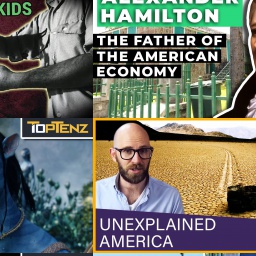 KIDS
ALEXANDER
HAMILTON
THE FATHER OF
THE AMERICAN
ECONOMY
TOPTENZ
UNEXPLAINED
AMERICA